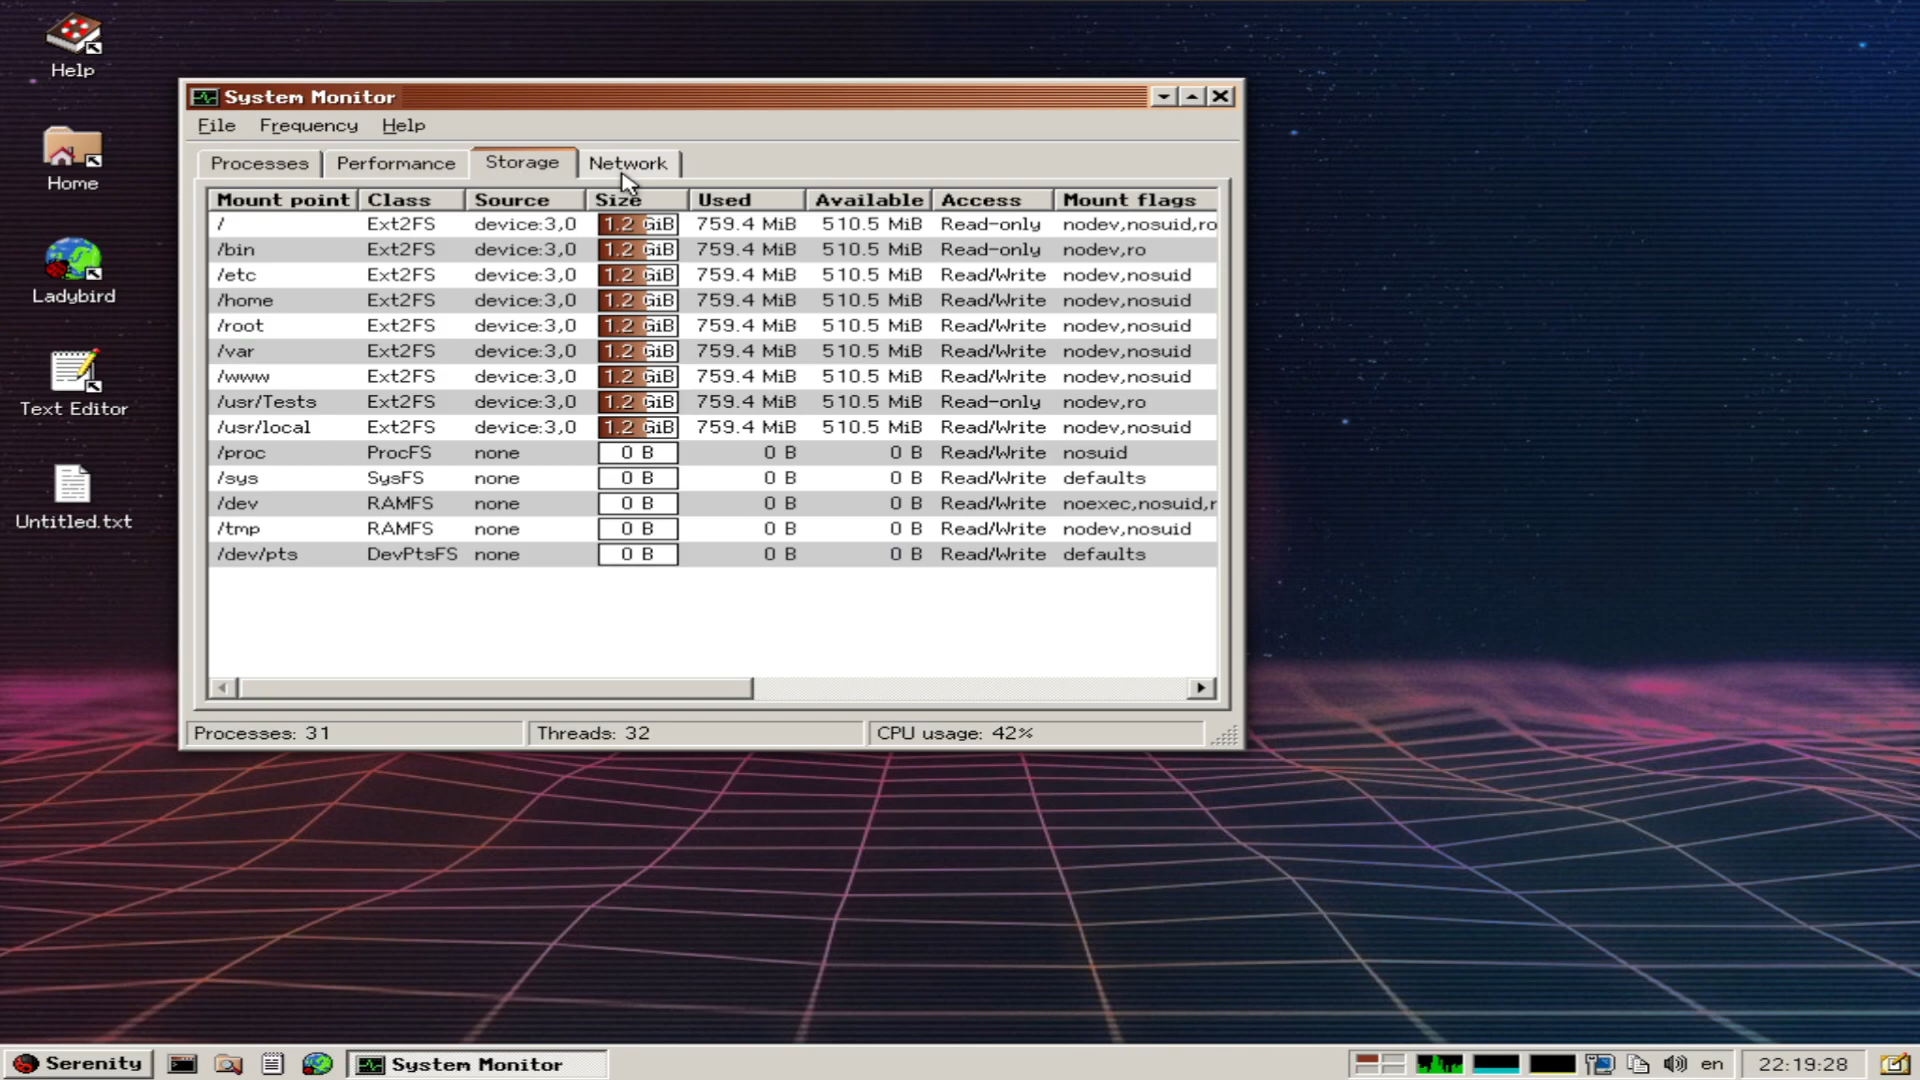 Help
Home
Ladybird
Text Editor
Untitled.txt
System Monitor
File Frequency Help
Processes Performance Storage Network
Mount point Class Source Size Used Available Access Mount flags
/ Ext2FS device:3,0 1.2 GiB 759.4 MiB 510.5 MiB Read-only nodev,nosuid,ro
/bin Ext2FS device:3,0 1.2 GiB 759.4 MiB 510.5 MiB Read-only nodev,ro
/etc Ext2FS device:3,0 1.2 GiB 759.4 MiB 510.5 MiB Read/Write nodev,nosuid
/home Ext2FS device:3,0 1.2 GiB 759.4 MiB 510.5 MiB Read/Write nodev,nosuid
/root Ext2FS device:3,0 1.2 GiB 759.4 MiB 510.5 MiB Read/Write nodev,nosuid
/var Ext2FS device:3,0 1.2 GiB 759.4 MiB 510.5 MiB Read/Write nodev,nosuid
/www Ext2FS device:3,0 1.2 GiB 759.4 MiB 510.5 MiB Read/Write nodev,nosuid
/usr/Tests Ext2FS device:3,0 1.2 GiB 759.4 MiB 510.5 MiB Read-only nodev,ro
/usr/local Ext2FS device:3,0 1.2 GiB 759.4 MiB 510.5 MiB Read/Write nodev,nosuid
/proc ProcFS none 0 B 0 B 0 B Read/Write nosuid
/sys SysFS none 0 B 0 B 0 B Read/Write defaults
/dev RAMFS none 0 B 0 B 0 B Read/Write noexec,nosuid,r
/tmp RAMFS none 0 B 0 B 0 B Read/Write nodev,nosuid
/dev/pts DevPtsFS none 0 B 0 B 0 B Read/Write defaults
Processes: 31 Threads: 32 CPU usage: 42%
Serenity System Monitor en 22:19:28